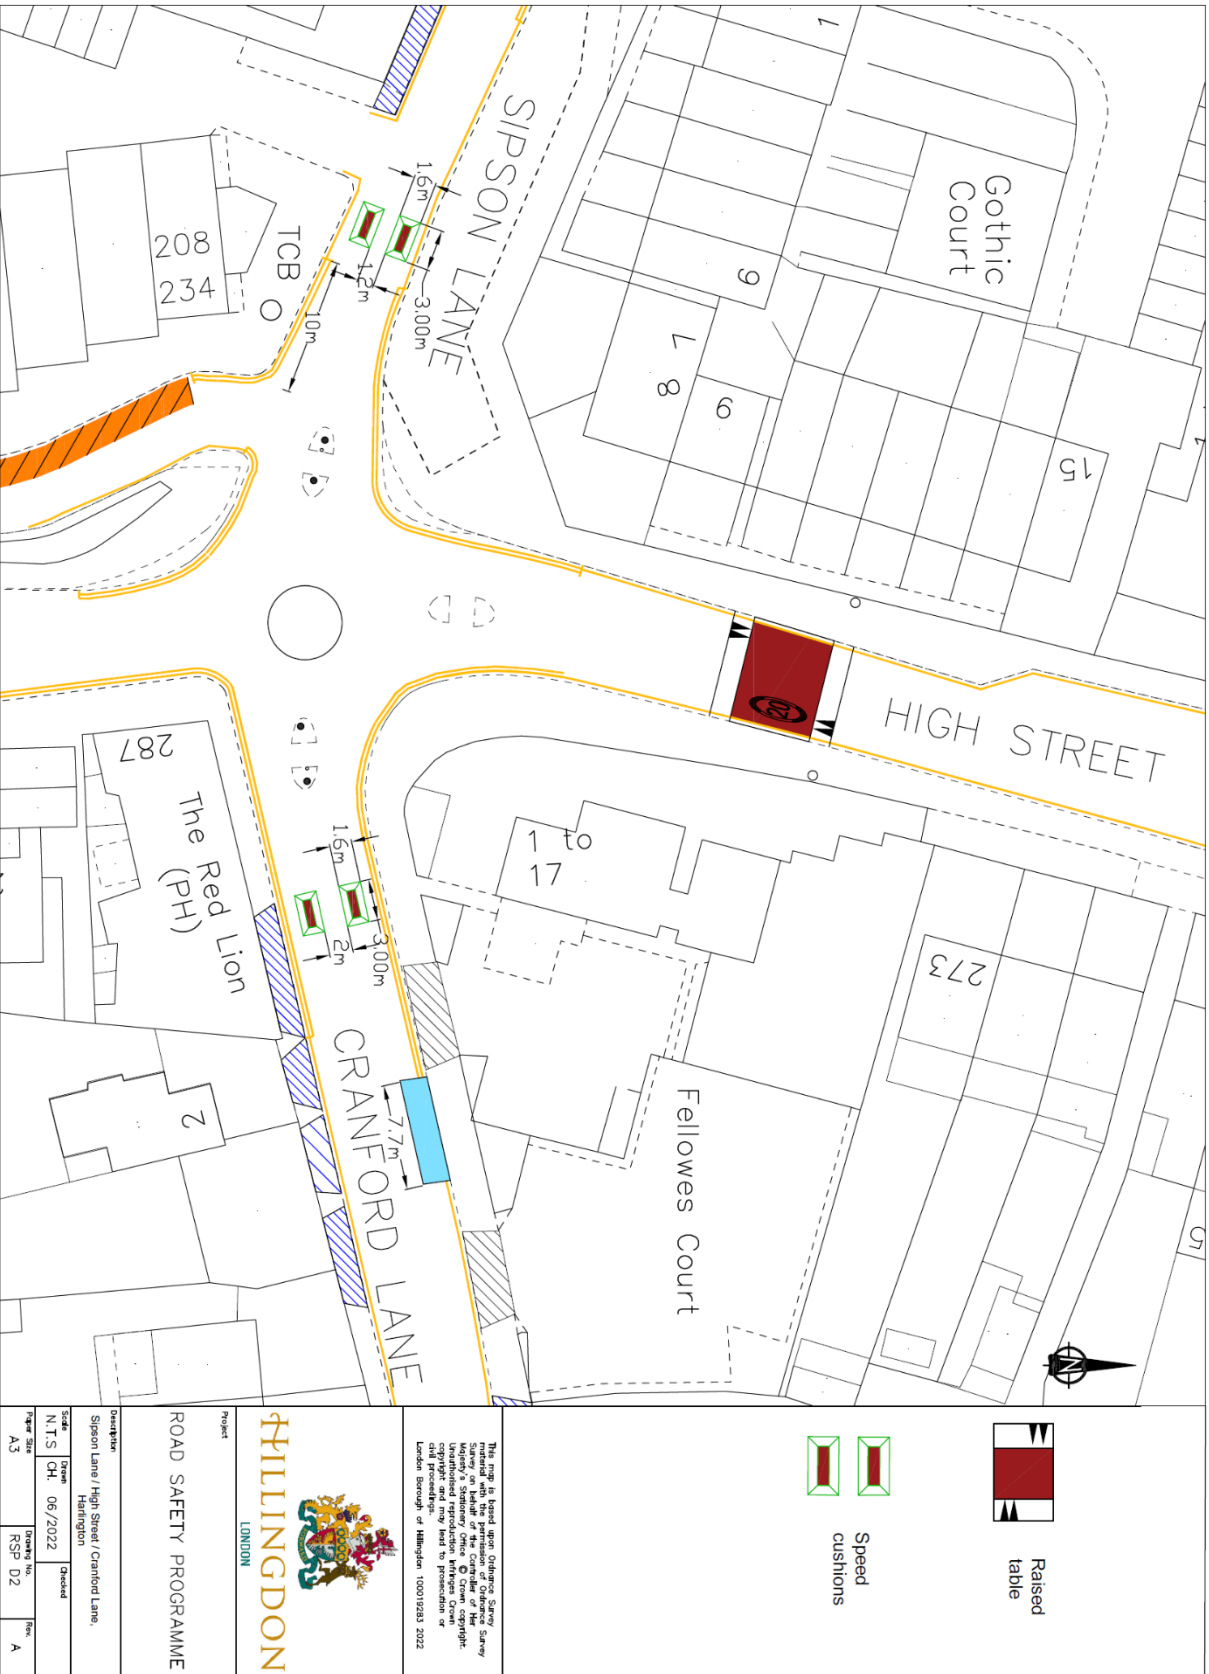 SIPSON LANE
Gothic
Court
1
6
7
8
9
15
1
1.6m
1.2m
3.00m
10m
208
234
TCB
HIGH STREET
20
287
The Red Lion
(PH)
1 to
17
1.6m
2m
3.00m
7.7m
CRANFORD LANE
2
273
5
Fellowes Court
N
Raised
table
Speed
cushions
This map is based upon Ordnance Survey
material with the permission of Ordnance Survey
Survey on behalf of the Controller of Her
Majesty's Stationery Office © Crown copyright.
Unauthorised reproduction infringes Crown
copyright and may lead to prosecution or
civil proceedings.
London Borough of Hillingdon 100019283 2022
HILLINGDON
LONDON
Project
ROAD SAFETY PROGRAMME
Description
Sipson Lane / High Street / Cranford Lane,
Harlington
Scale
N.T.S
Drawn
CH. 06/2022
Checked
Paper Size
A3
Drawing No.
RSP D2
Rev.
A